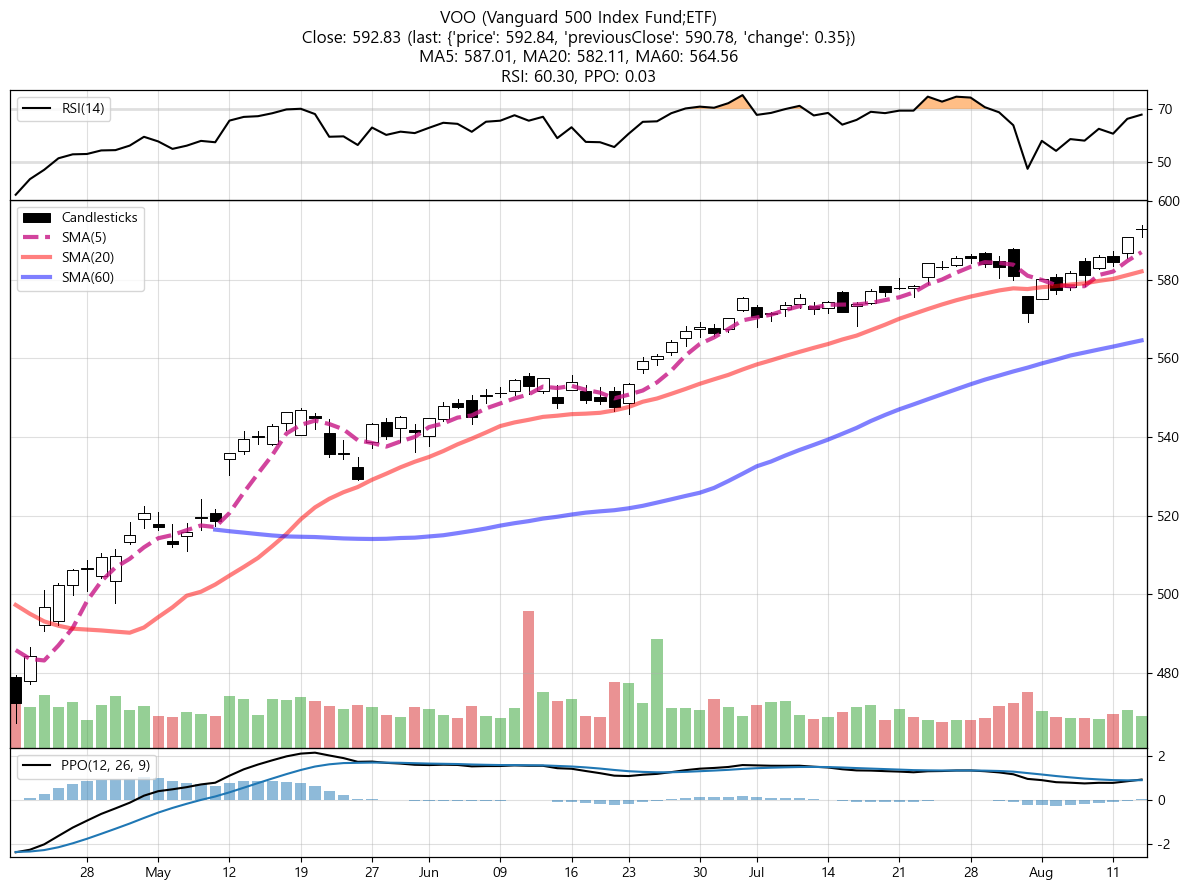 VOO (Vanguard 500 Index Fund;ETF)
Close: 592.83 (last: {'price': 592.84, 'previousClose': 590.78, 'change': 0.35})
MA5: 587.01, MA20: 582.11, MA60: 564.56
RSI: 60.30, PPO: 0.03
RSI(14)
70
50
600
Candlesticks
SMA(5)
SMA(20)
SMA(60)
580
560
540
520
500
480
PPO(12, 26, 9)
2
0
-2
28 May 12 19 27 Jun 09 16 23 30 Jul 14 21 28 Aug 11